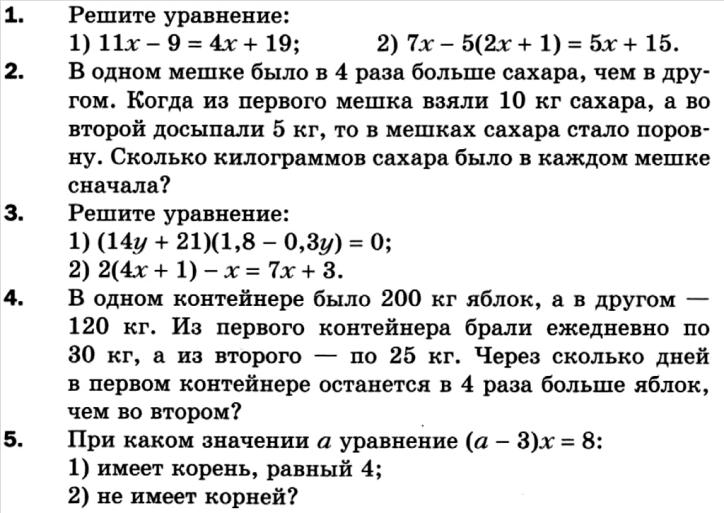 1. Решите уравнение:
1) 11x − 9 = 4x + 19; 2) 7x − 5(2x + 1) = 5x + 15.
2. В одном мешке было в 4 раза больше сахара, чем в дру-
гом. Когда из первого мешка взяли 10 кг сахара, а во
второй досыпали 5 кг, то в мешках сахара стало поров-
ну. Сколько килограммов сахара было в каждом мешке
сначала?
3. Решите уравнение:
1) (14y + 21)(1,8 − 0,3y) = 0;
2) 2(4x + 1) − x = 7x + 3.
4. В одном контейнере было 200 кг яблок, а в другом —
120 кг. Из первого контейнера брали ежедневно по
30 кг, а из второго — по 25 кг. Через сколько дней
в первом контейнере останется в 4 раза больше яблок,
чем во втором?
5. При каком значении a уравнение (a − 3)x = 8:
1) имеет корень, равный 4;
2) не имеет корней?